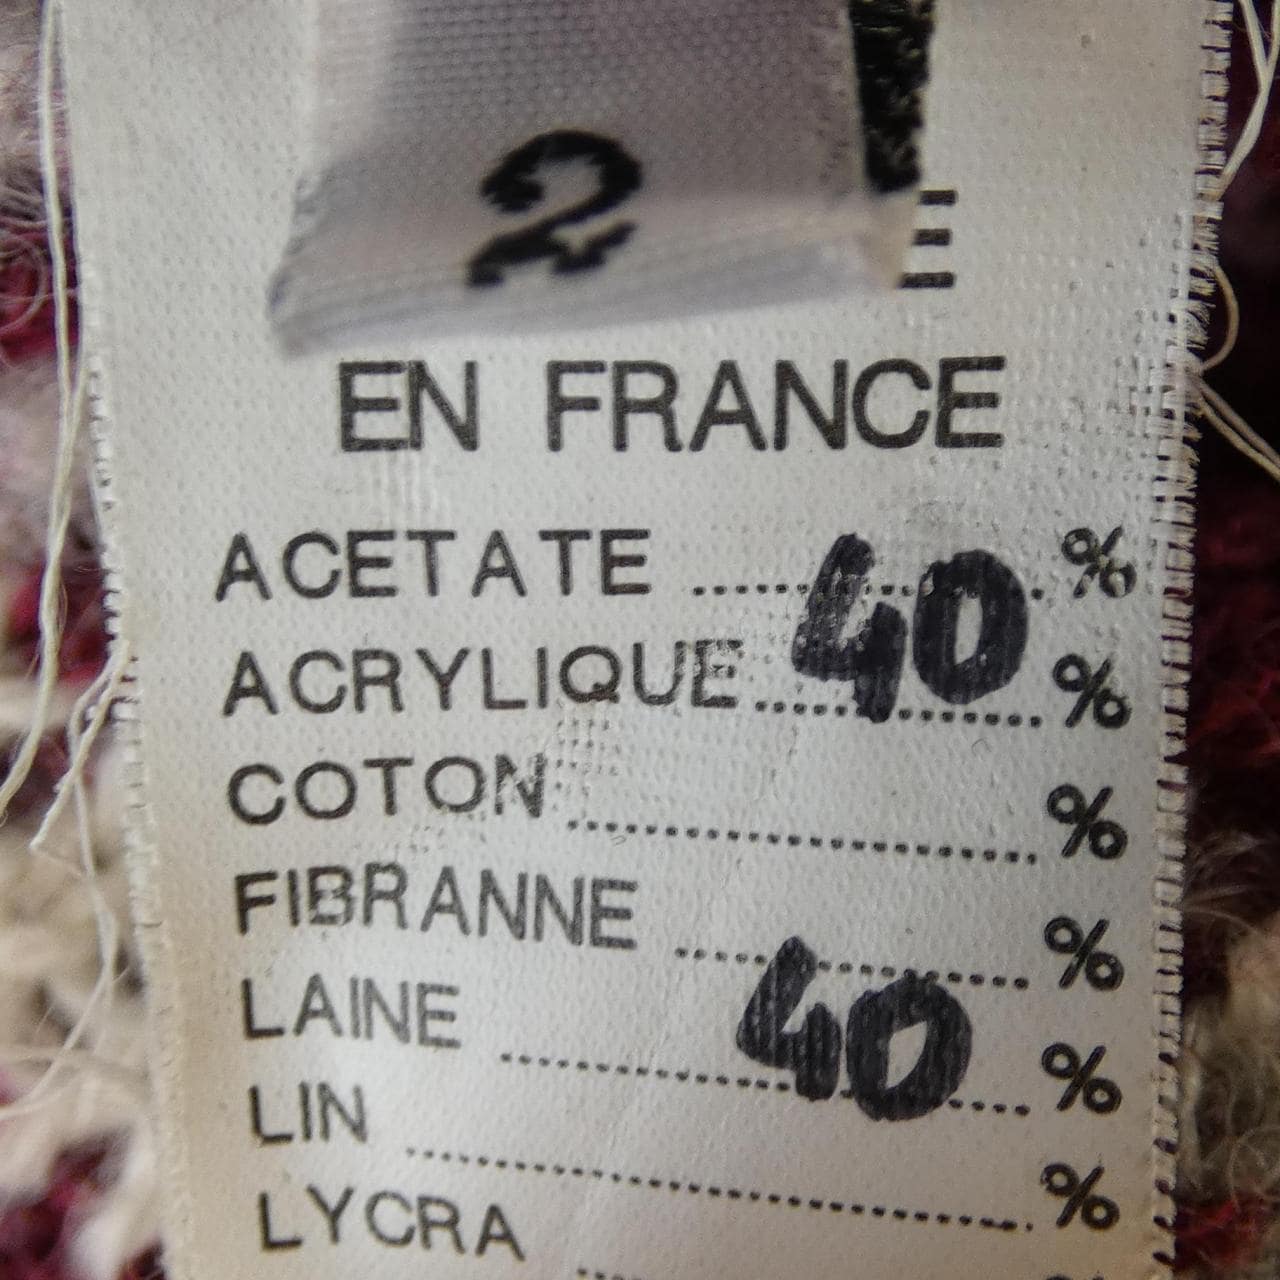 2
E
EN FRANCE
ACETATE ........................ %
ACRYLIQUE ........40........ %
COTON ........................ %
FIBRANNE ........................ %
LAINE ........40........ %
LIN ........................ %
LYCRA ........................